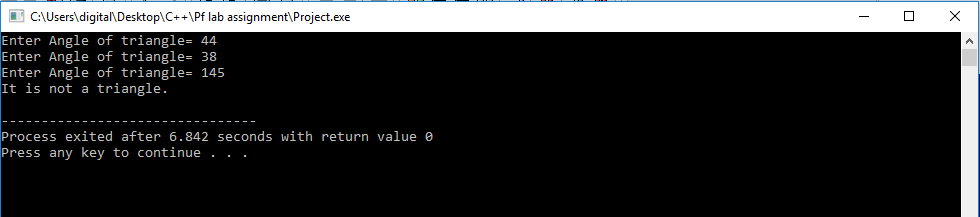 C:\Users\digital\Desktop\C++\Pf lab assignment\Project.exe
Enter Angle of triangle= 44
Enter Angle of triangle= 38
Enter Angle of triangle= 145
It is not a triangle.
--------------------------------
Process exited after 6.842 seconds with return value 0
Press any key to continue . . .